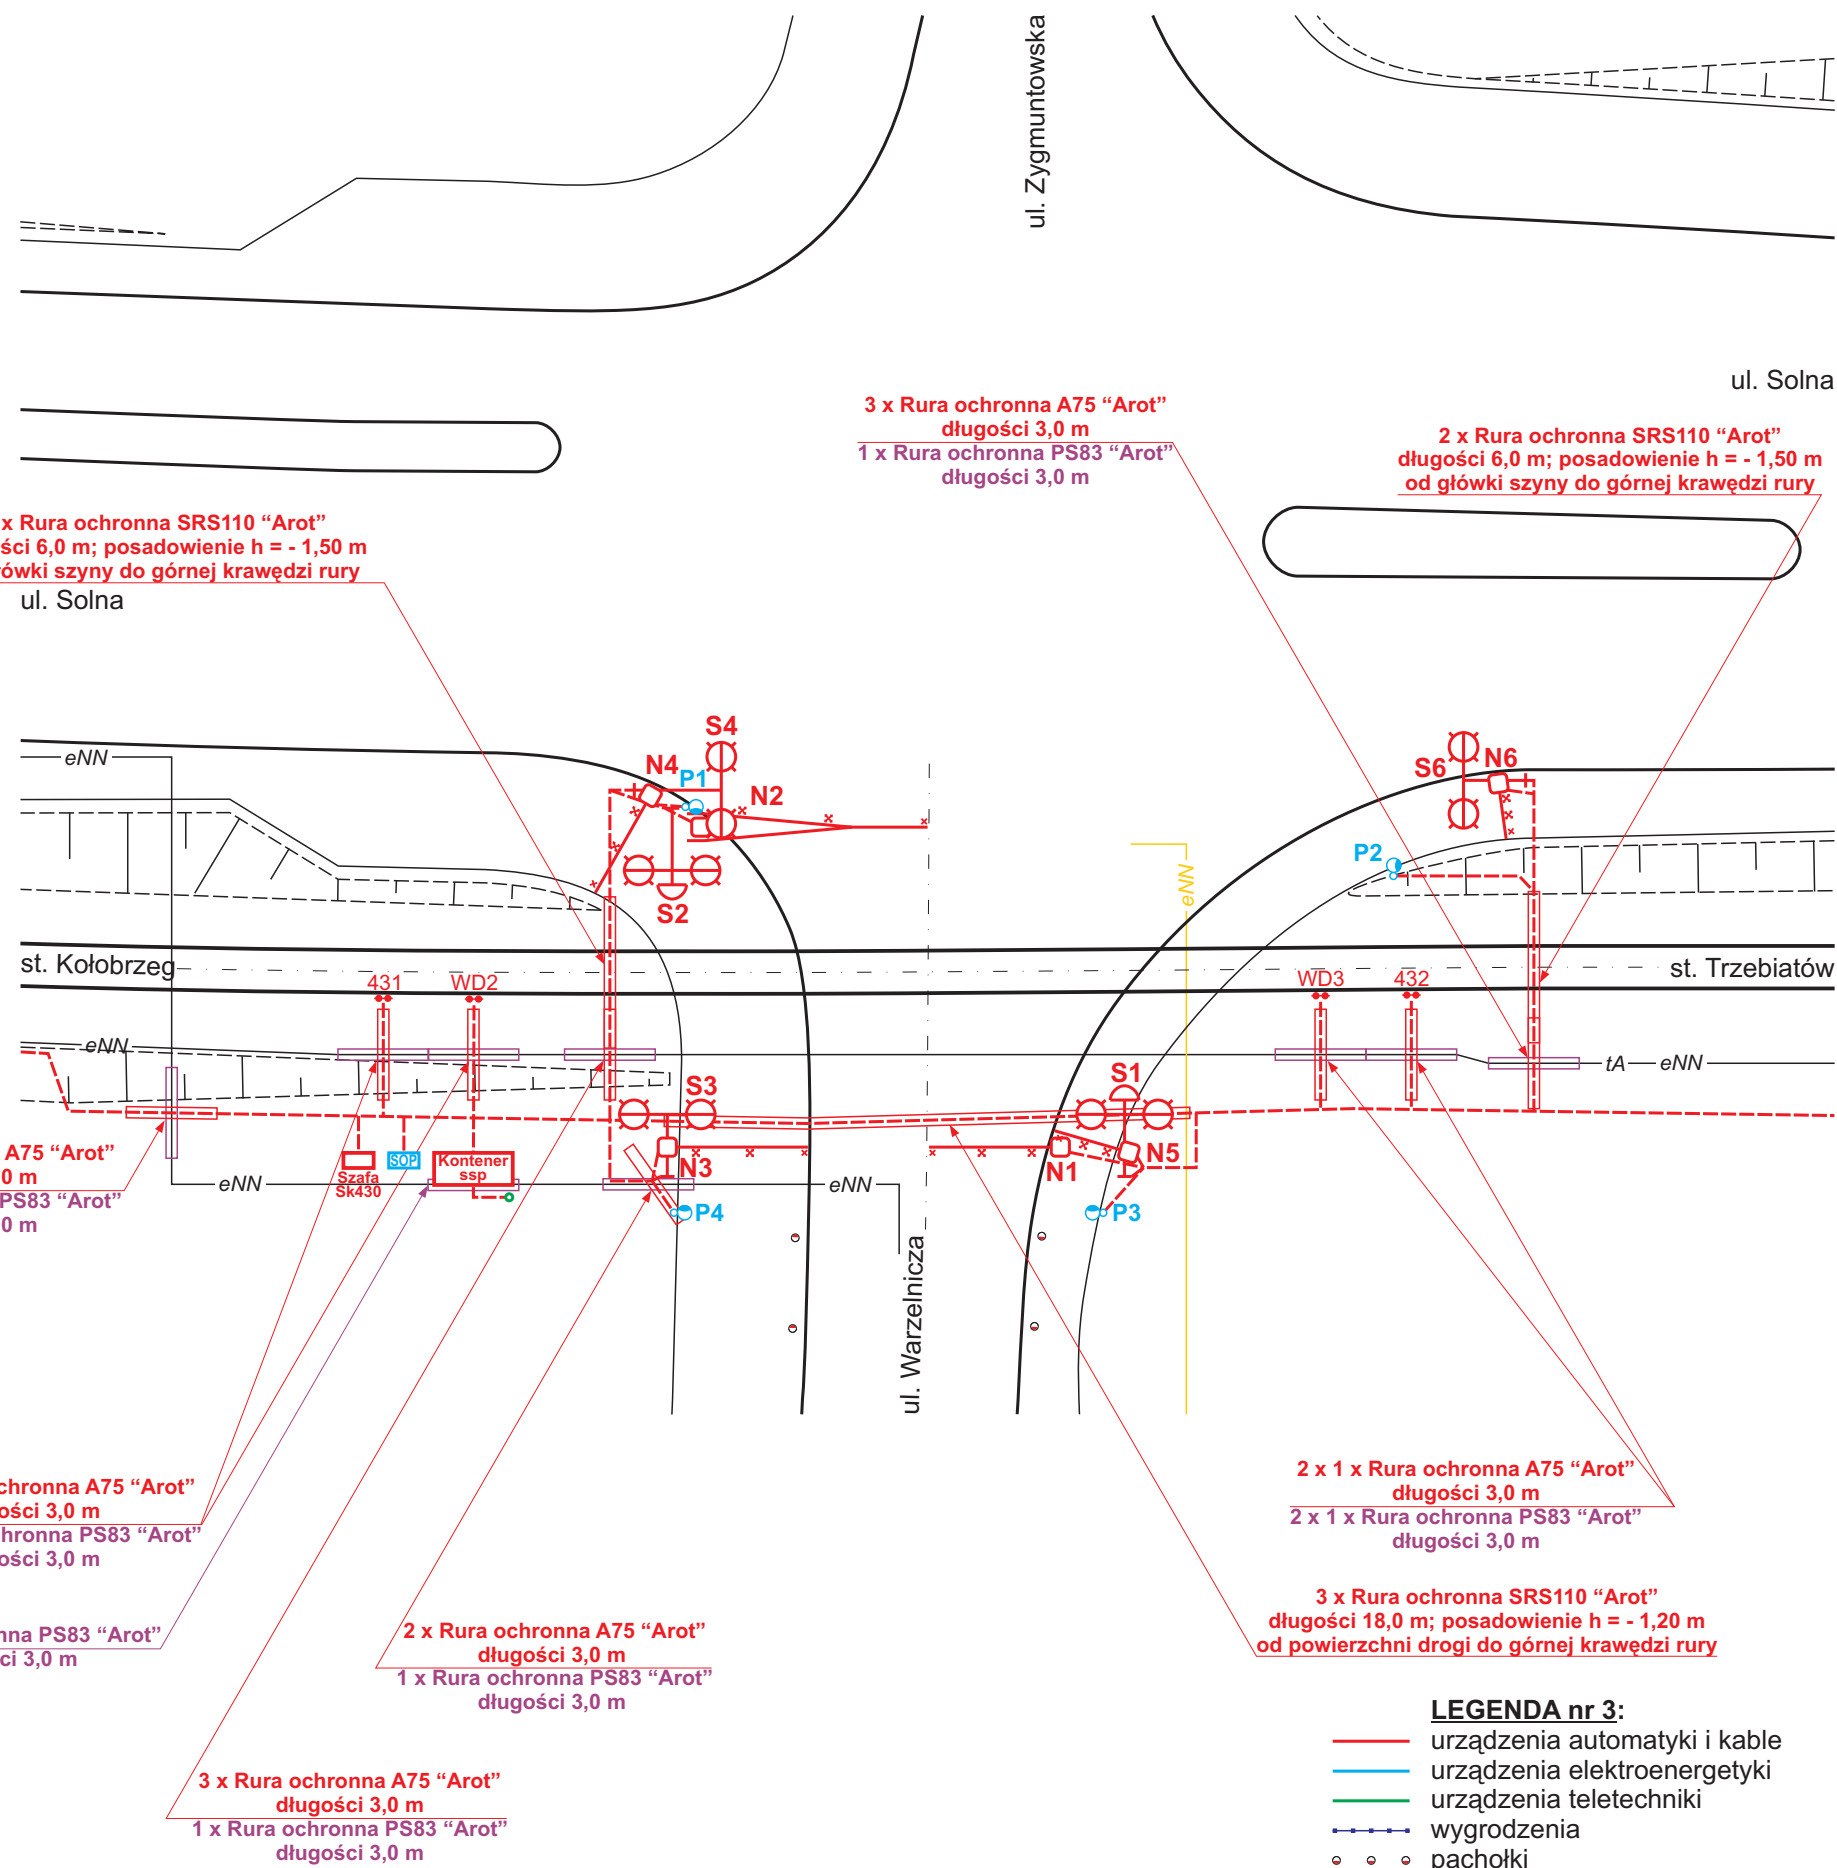 ul. Zygmuntowska
ul. Solna
3 x Rura ochronna A75 “Arot”
długości 3,0 m
1 x Rura ochronna PS83 “Arot”
długości 3,0 m
2 x Rura ochronna SRS110 “Arot”
długości 6,0 m; posadowienie h = - 1,50 m
od główki szyny do górnej krawędzi rury
x Rura ochronna SRS110 “Arot”
ści 6,0 m; posadowienie h = - 1,50 m
ówki szyny do górnej krawędzi rury
ul. Solna
S4
N4
P1
N2
S2
S6
N6
P2
eNN
eNN
st. Kołobrzeg
st. Trzebiatów
431
WD2
WD3
432
eNN
tA
eNN
S3
S1
N3
N1
N5
P4
P3
Szafa
Sk430
SOP
Kontener
ssp
eNN
eNN
A75 “Arot”
0 m
PS83 “Arot”
0 m
ul. Warzelnicza
chronna A75 “Arot”
ości 3,0 m
hronna PS83 “Arot”
ości 3,0 m
nna PS83 “Arot”
ci 3,0 m
2 x Rura ochronna A75 “Arot”
długości 3,0 m
1 x Rura ochronna PS83 “Arot”
długości 3,0 m
3 x Rura ochronna A75 “Arot”
długości 3,0 m
1 x Rura ochronna PS83 “Arot”
długości 3,0 m
2 x 1 x Rura ochronna A75 “Arot”
długości 3,0 m
2 x 1 x Rura ochronna PS83 “Arot”
długości 3,0 m
3 x Rura ochronna SRS110 “Arot”
długości 18,0 m; posadowienie h = - 1,20 m
od powierzchni drogi do górnej krawędzi rury
LEGENDA nr 3:
urządzenia automatyki i kable
urządzenia elektroenergetyki
urządzenia teletechniki
wygrodzenia
pachołki